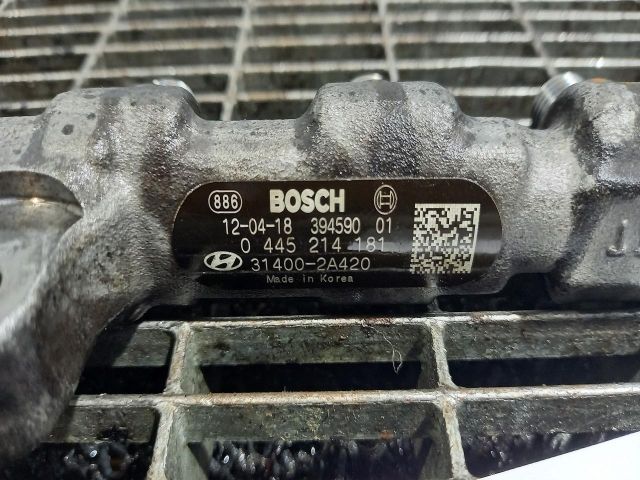 886 BOSCH
12-04-18 394590 01
0 445 214 181
31400-2A420
Made in Korea